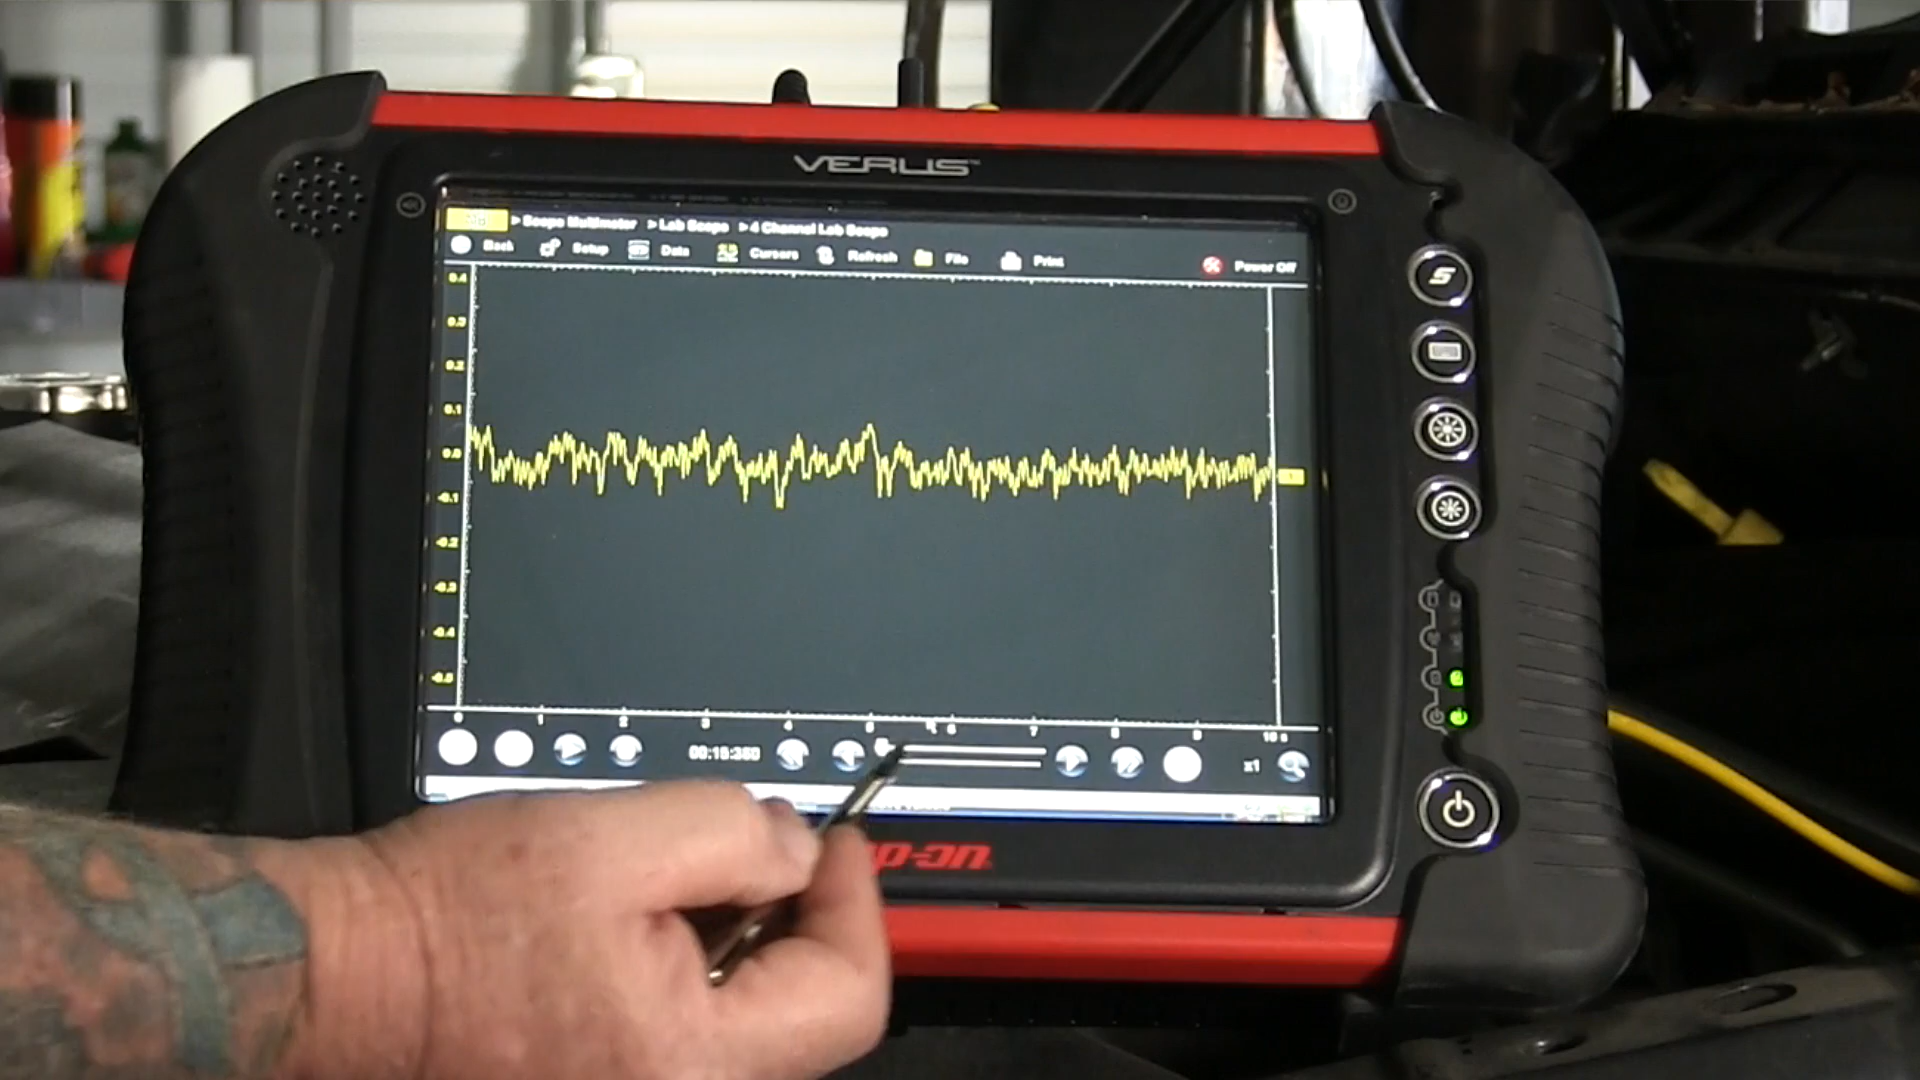 VERUS™
> Scope Multimeter > Lab Scope > 4 Channel Lab Scope
Back Setup Data Cursors Refresh File Print Power Off
0.4
0.3
0.2
0.1
0.0
-0.1
-0.2
-0.3
-0.4
-0.5
0 1 2 3 4 5 6 7 8 9 10 s
x1
p-on